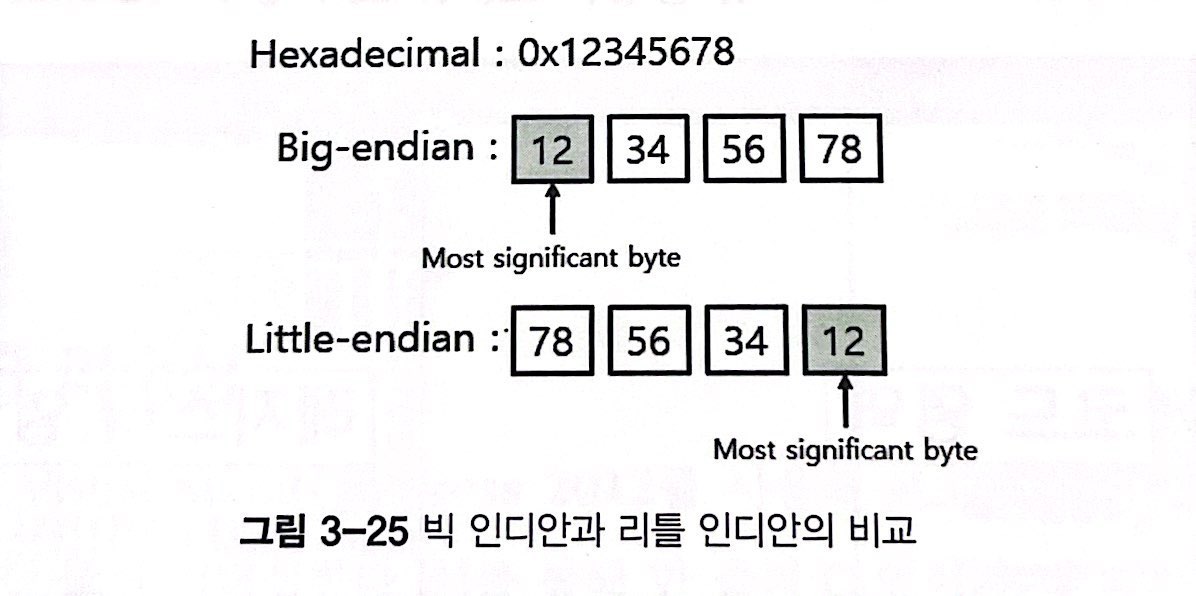 Hexadecimal : 0x12345678
Big-endian : 12 34 56 78
Most significant byte
Little-endian : 78 56 34 12
Most significant byte
그림 3–25 빅 인디안과 리틀 인디안의 비교